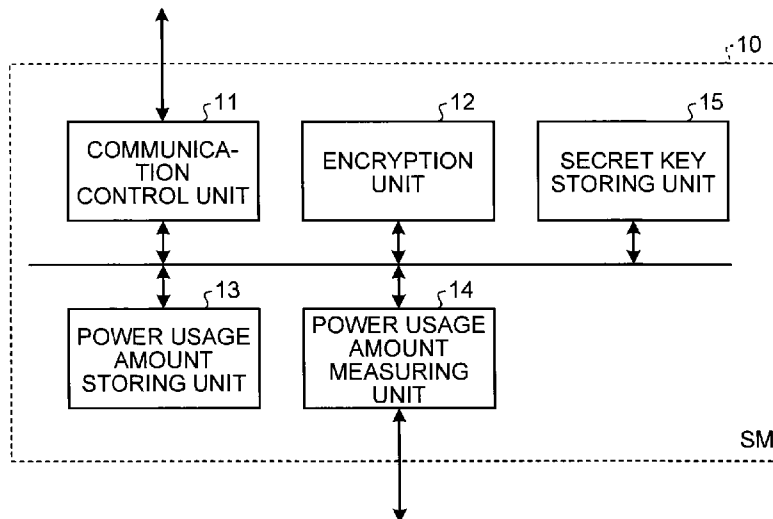 10
11
COMMUNICA-
TION
CONTROL UNIT
12
ENCRYPTION
UNIT
15
SECRET KEY
STORING UNIT
13
POWER USAGE
AMOUNT
STORING UNIT
14
POWER USAGE
AMOUNT
MEASURING
UNIT
SM